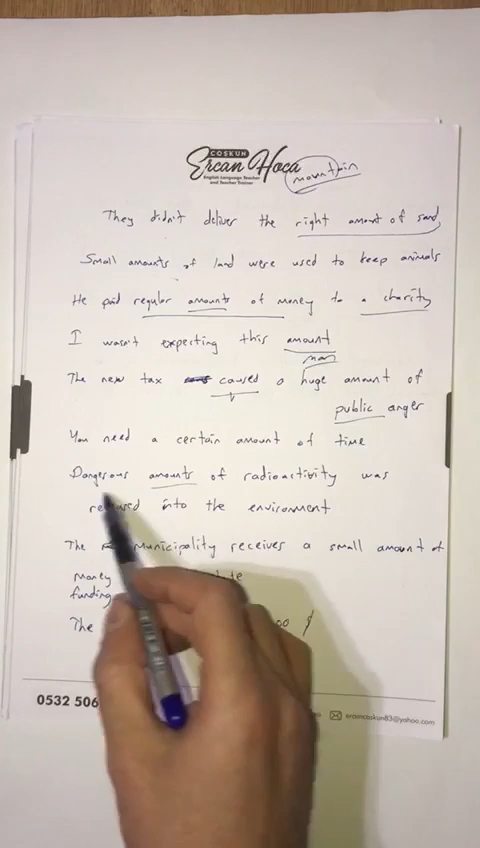 COSKUN
Ercan Hoca
English Language Teacher
and Teacher Trainer
mountain
They didn't deliver the right amount of sand
Small amounts of land were used to keep animals
He paid regular amounts of money to a charity
I wasn't expecting this amount
man
The new tax caused a huge amount of
public anger
You need a certain amount of time
Dangerous amounts of radioactivity was
into the environment
The municipality receives a small amount of
money
funding
The
0532 506
ercancoskun83@yahoo.com